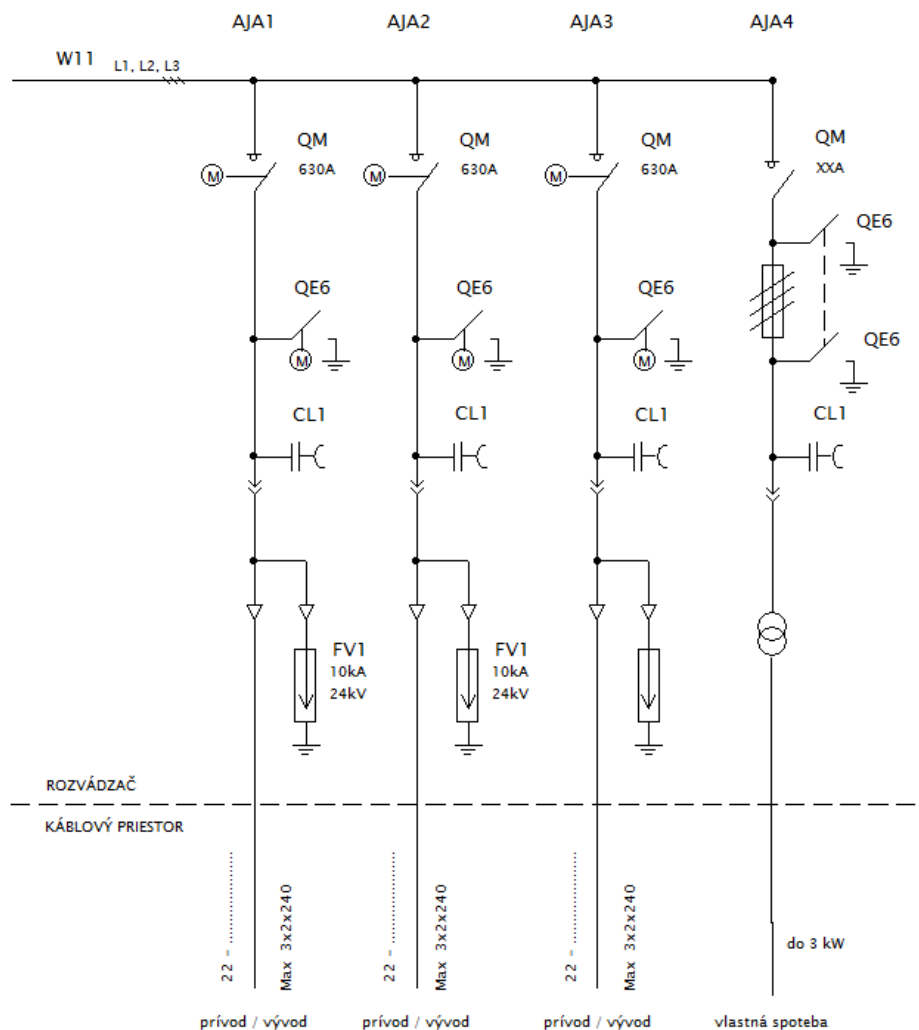 AJA1 AJA2 AJA3 AJA4
W11 L1, L2, L3
QM QM QM QM
630A 630A 630A XXA
M M M
QE6
QE6 QE6 QE6 QE6
M M M
CL1 CL1 CL1 CL1
FV1 FV1
10kA 10kA
24kV 24kV
ROZVÁDZAČ
KÁBLOVÝ PRIESTOR
22 - ................... Max 3x2x240 22 - ................... Max 3x2x240 22 - ................... Max 3x2x240 do 3 kW
prívod / vývod prívod / vývod prívod / vývod vlastná spoteba